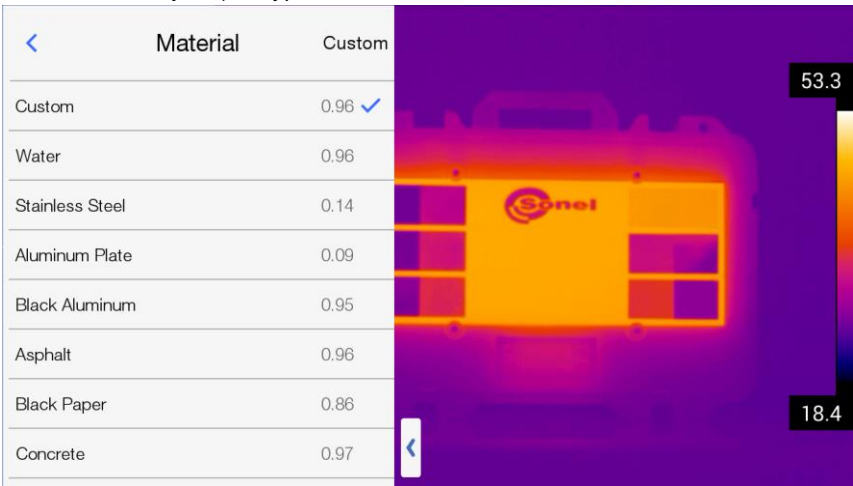 Material Custom
Custom 0.96
Water 0.96
Stainless Steel 0.14
Aluminum Plate 0.09
Black Aluminum 0.95
Asphalt 0.96
Black Paper 0.86
Concrete 0.97
53.3
Sonel
18.4